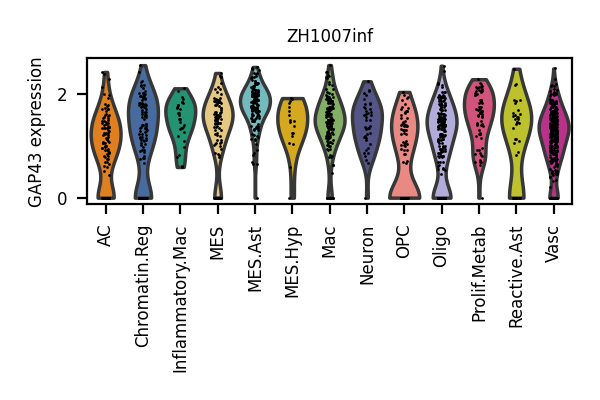 ZH1007inf
GAP43 expression
2
0
AC
Chromatin.Reg
Inflammatory.Mac
MES
MES.Ast
MES.Hyp
Mac
Neuron
OPC
Oligo
Prolif.Metab
Reactive.Ast
Vasc